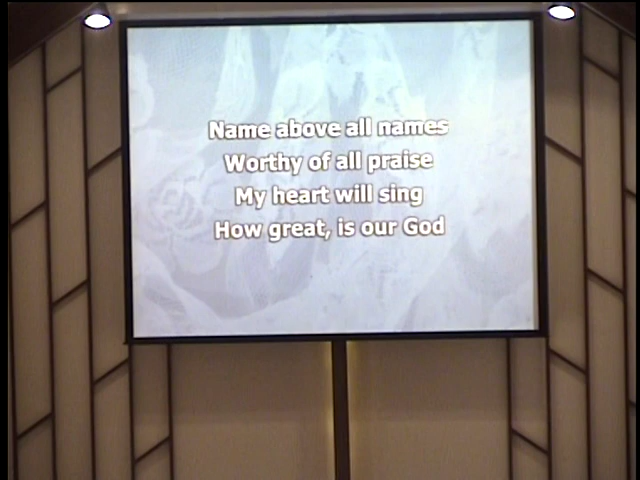 Name above all names
Worthy of all praise
My heart will sing
How great, is our God